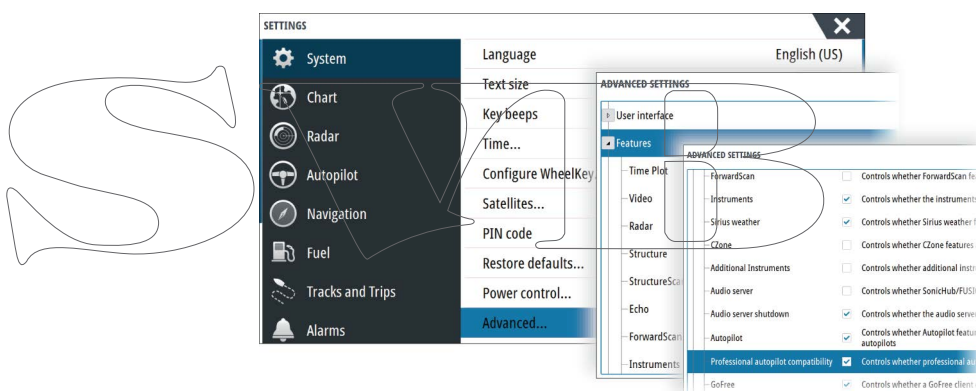 SETTINGS
System
Chart
Radar
Autopilot
Navigation
Fuel
Tracks and Trips
Alarms
Language English (US)
Text size
Key beeps
Time...
Configure WheelKey
Satellites...
PIN code
Restore defaults...
Power control...
Advanced...
ADVANCED SETTINGS
User interface
Features
Time Plot
Video
Radar
Structure
StructureSca
Echo
ForwardScan
Instruments
ADVANCED SETTINGS
ForwardScan Controls whether ForwardScan fe
Instruments Controls whether the instruments
Sirius weather Controls whether Sirius weather f
CZone Controls whether CZone features
Additional Instruments Controls whether additional instr
Audio server Controls whether SonicHub/FUSI
Audio server shutdown Controls whether the audio server
Autopilot Controls whether Autopilot featur
autopilots
Professional autopilot compatibility Controls whether professional au
GoFree Controls whether a GoFree client